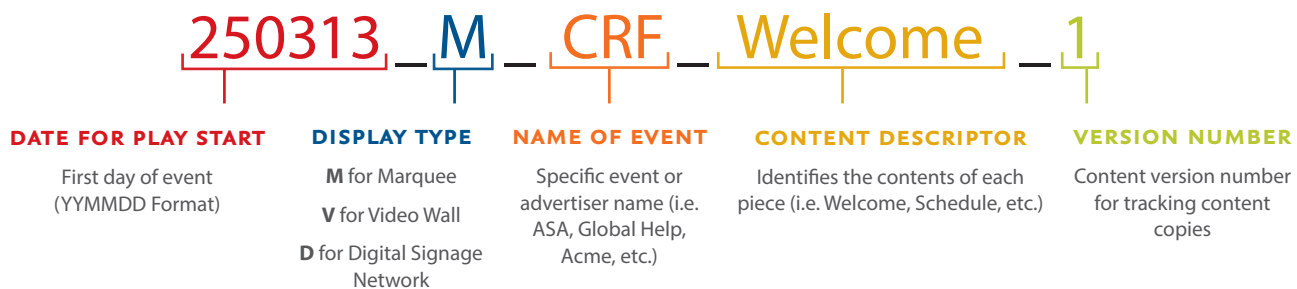 250313_M_CRF_Welcome_1
DATE FOR PLAY START
First day of event
(YYMMDD Format)
DISPLAY TYPE
M for Marquee
V for Video Wall
D for Digital Signage
Network
NAME OF EVENT
Specific event or
advertiser name (i.e.
ASA, Global Help,
Acme, etc.)
CONTENT DESCRIPTOR
Identifies the contents of each
piece (i.e. Welcome, Schedule, etc.)
VERSION NUMBER
Content version number
for tracking content
copies